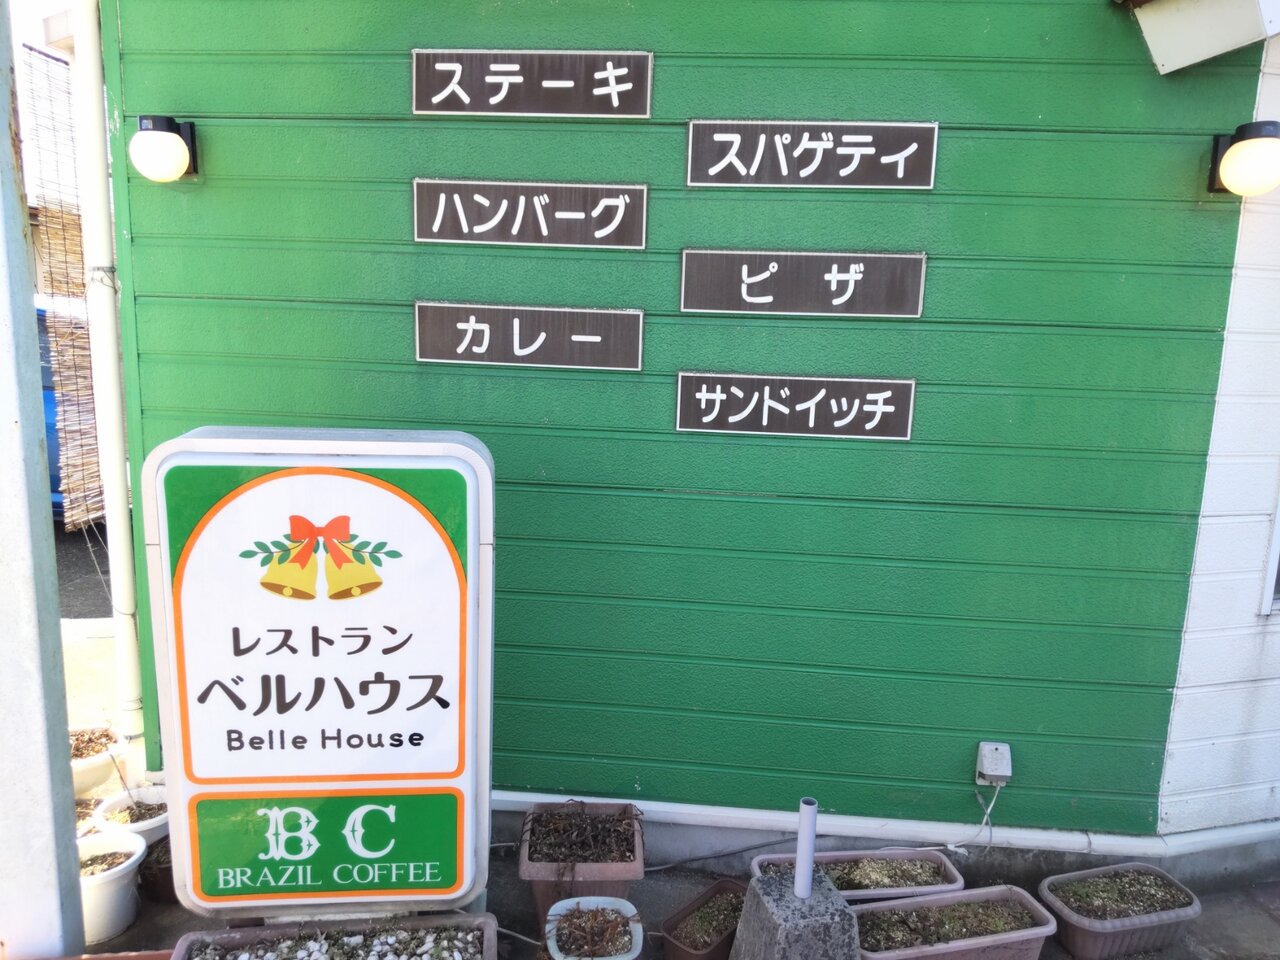 ステーキ
スパゲティ
ハンバーグ
ピザ
カレー
サンドイッチ
レストラン
ベルハウス
Belle House
BC
BRAZIL COFFEE